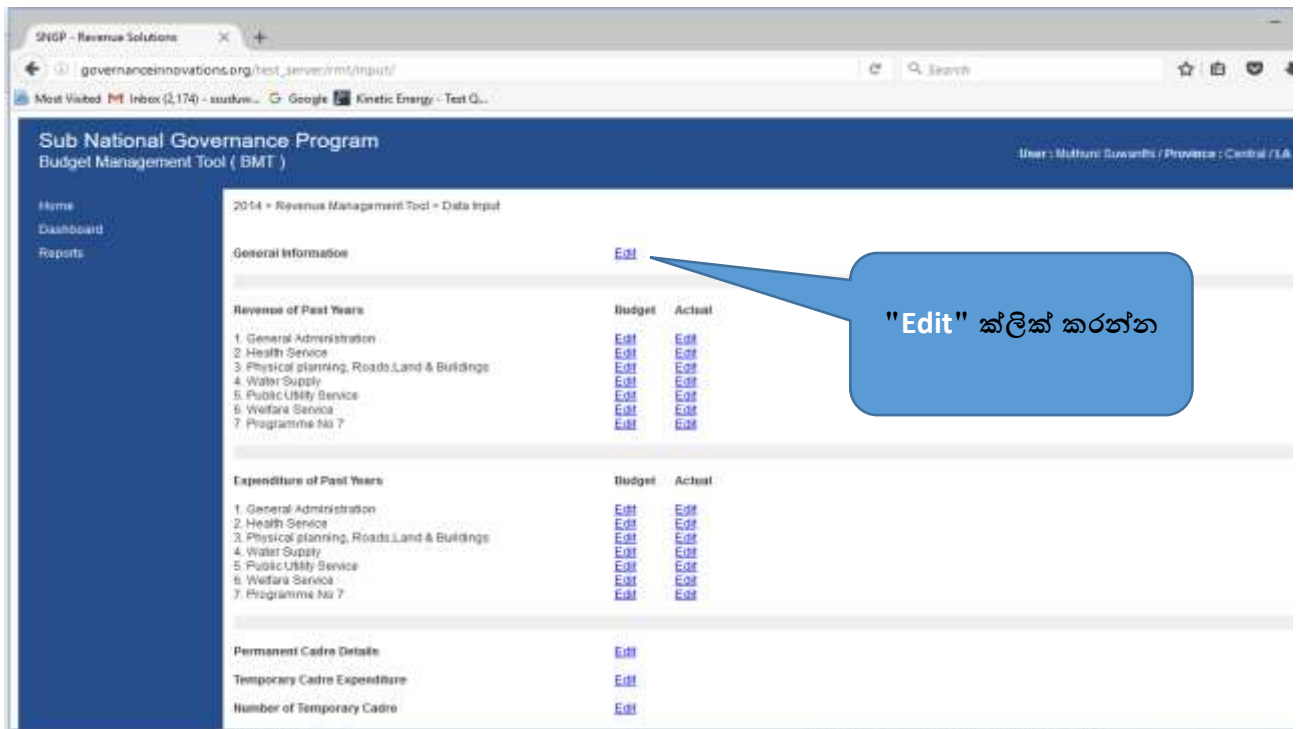 SNGP - Revenue Solutions
governanceinnovations.org/test_server/rmt/input/
Search
Most Visited Inbox (2,174) - Google Kinetic Energy - Test Q...
Sub National Governance Program
Budget Management Tool ( BMT )
User : Muthuni Suwanthi / Province : Central / LA
Home
Dashboard
Reports
2014 » Revenue Management Tool » Data Input
General Information Edit
"Edit" ක්ලික් කරන්න
Revenue of Past Years Budget Actual
1. General Administration Edit Edit
2. Health Service Edit Edit
3. Physical planning, Roads,Land & Buildings Edit Edit
4. Water Supply Edit Edit
5. Public Utility Service Edit Edit
6. Welfare Service Edit Edit
7. Programme No 7 Edit Edit
Expenditure of Past Years Budget Actual
1. General Administration Edit Edit
2. Health Service Edit Edit
3. Physical planning, Roads,Land & Buildings Edit Edit
4. Water Supply Edit Edit
5. Public Utility Service Edit Edit
6. Welfare Service Edit Edit
7. Programme No 7 Edit Edit
Permanent Cadre Details Edit
Temporary Cadre Expenditure Edit
Number of Temporary Cadre Edit